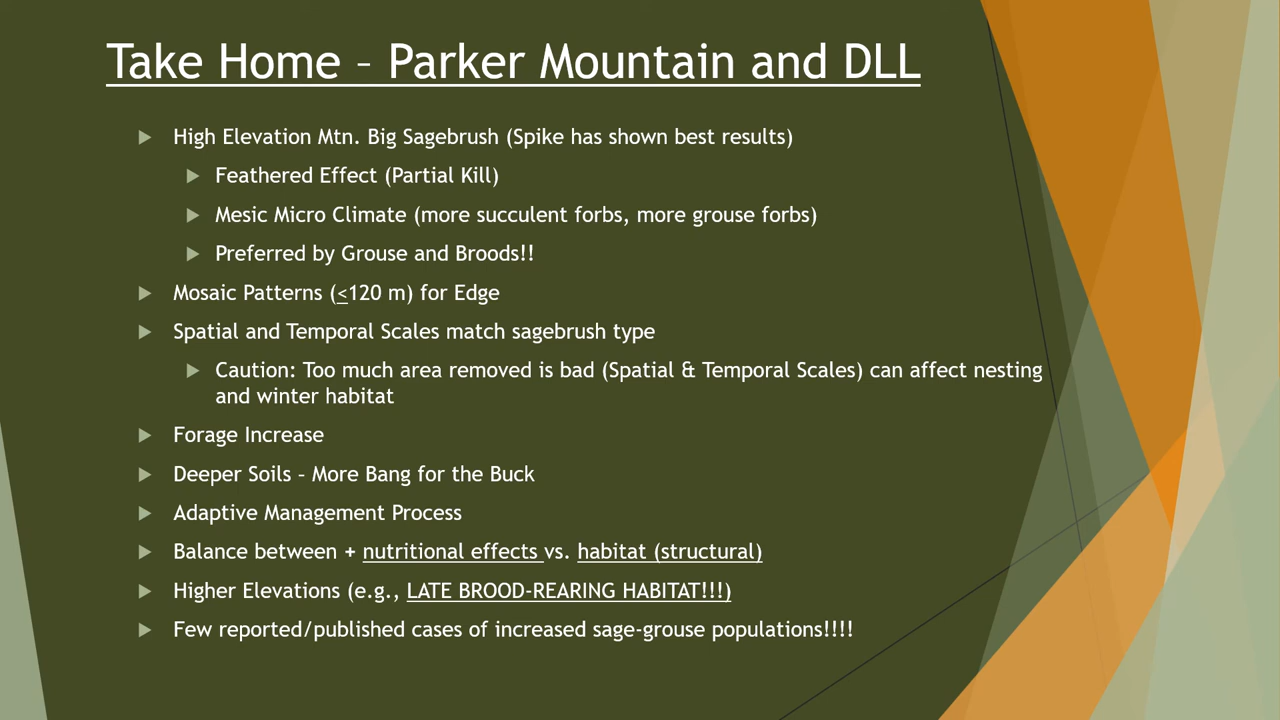 Take Home – Parker Mountain and DLL
High Elevation Mtn. Big Sagebrush (Spike has shown best results)
Feathered Effect (Partial Kill)
Mesic Micro Climate (more succulent forbs, more grouse forbs)
Preferred by Grouse and Broods!!
Mosaic Patterns (<120 m) for Edge
Spatial and Temporal Scales match sagebrush type
Caution: Too much area removed is bad (Spatial & Temporal Scales) can affect nesting
and winter habitat
Forage Increase
Deeper Soils – More Bang for the Buck
Adaptive Management Process
Balance between + nutritional effects vs. habitat (structural)
Higher Elevations (e.g., LATE BROOD-REARING HABITAT!!!)
Few reported/published cases of increased sage-grouse populations!!!!